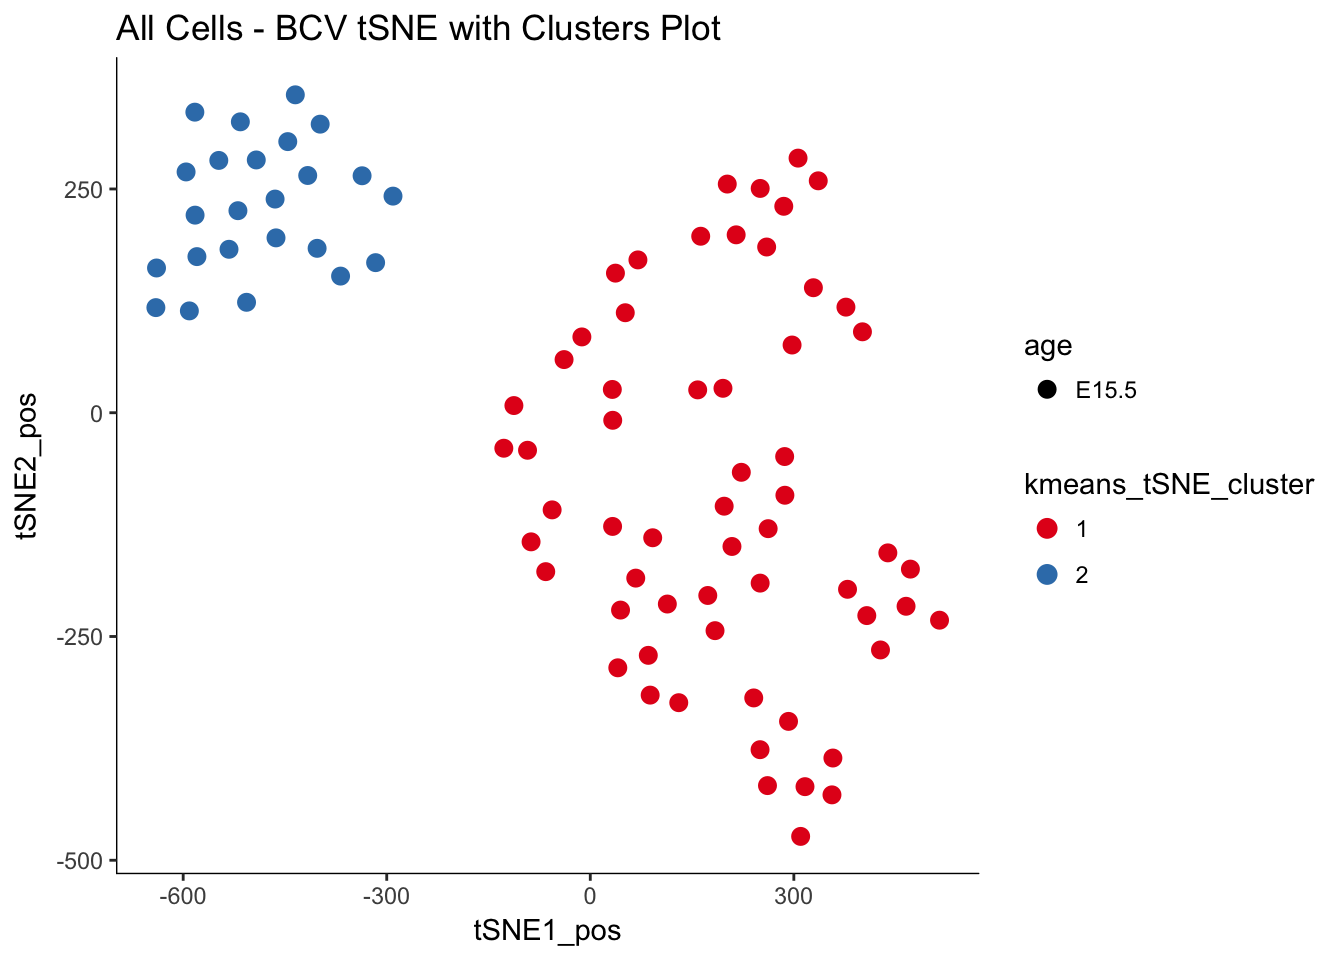 All Cells - BCV tSNE with Clusters Plot
250
0
-250
-500
tSNE2_pos
-600
-300
0
300
tSNE1_pos
age
E15.5
kmeans_tSNE_cluster
1
2